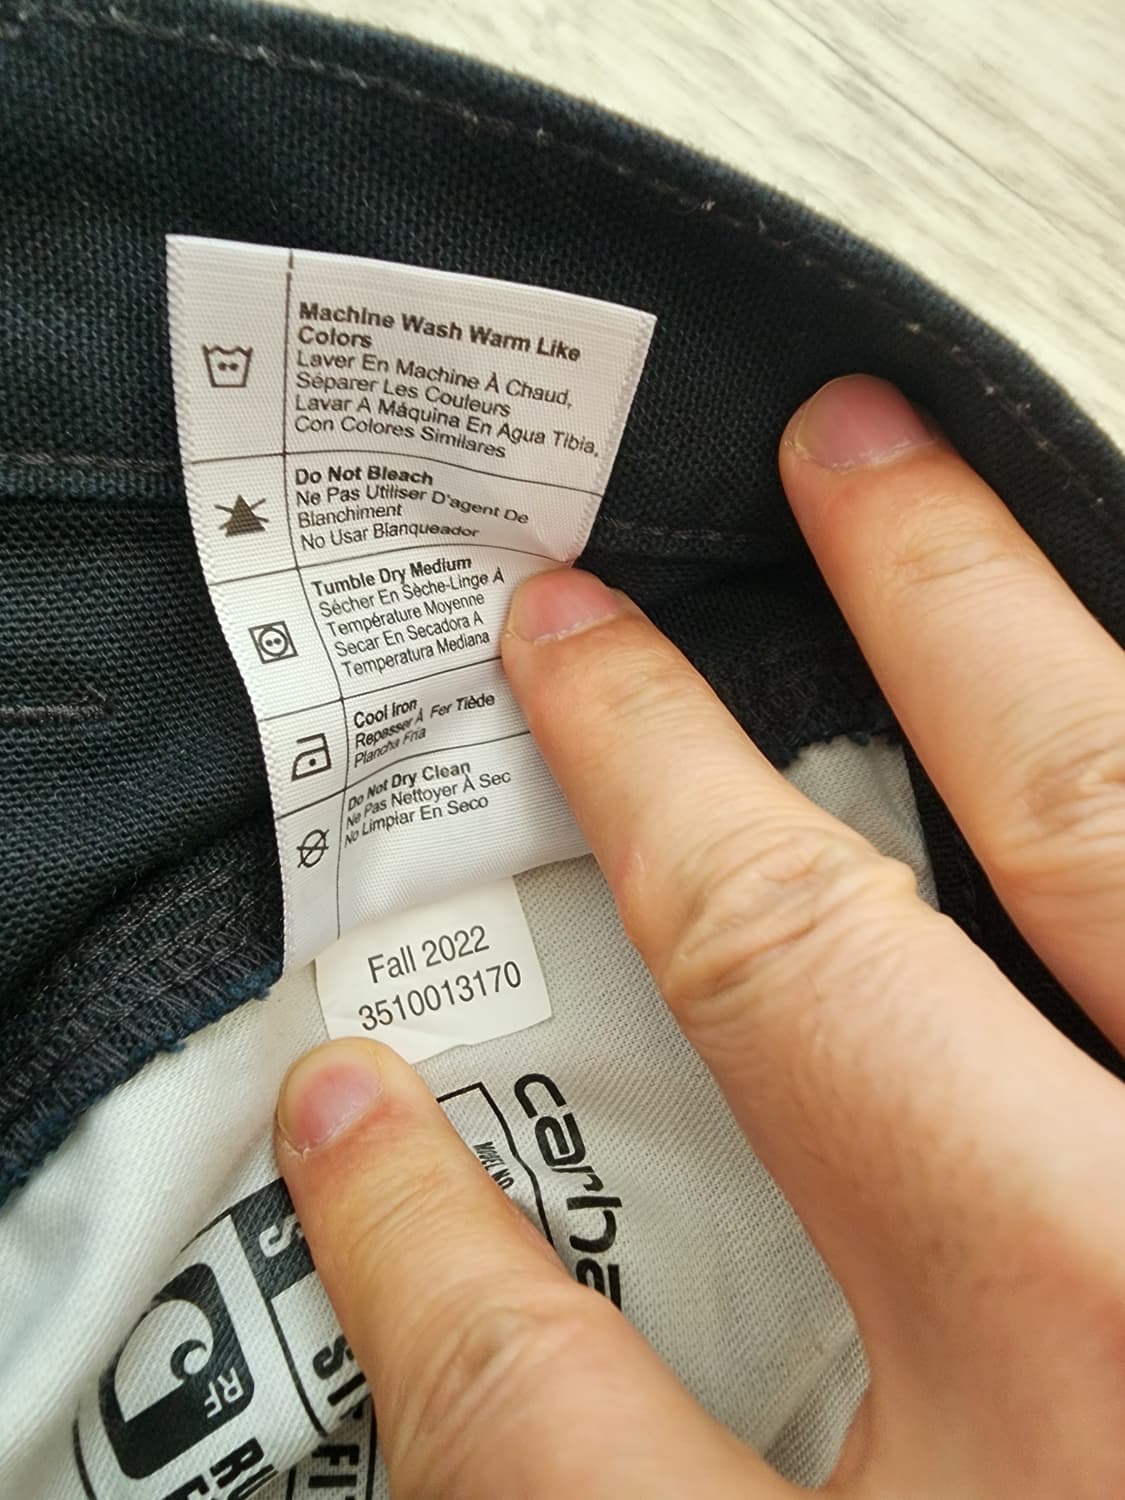 Machine Wash Warm Like
Colors
Laver En Machine À Chaud,
Séparer Les Couleurs
Lavar A Máquina En Agua Tibia,
Con Colores Similares
Do Not Bleach
Ne Pas Utiliser D'agent De
Blanchiment
No Usar Blanqueador
Tumble Dry Medium
Sécher En Sèche-Linge À
Température Moyenne
Secar En Secadora A
Temperatura Mediana
Cool Iron
Repasser À Fer Tiède
Plancha Fria
Do Not Dry Clean
Ne Pas Nettoyer À Sec
No Limpiar En Seco
Fall 2022
3510013170
carha
RF